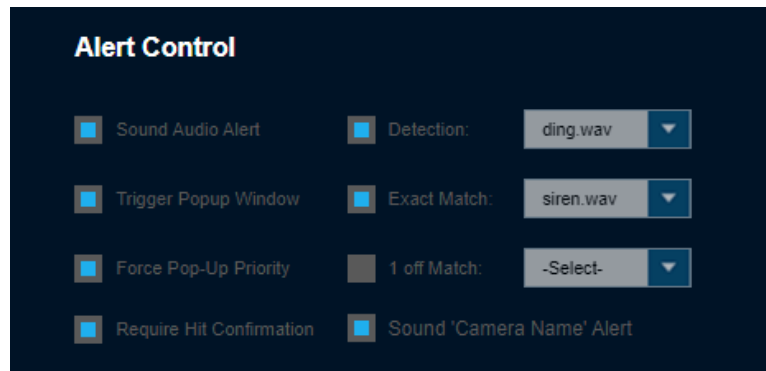 Alert Control
Sound Audio Alert Detection: ding.wav
Trigger Popup Window Exact Match: siren.wav
Force Pop-Up Priority 1 off Match: -Select-
Require Hit Confirmation Sound 'Camera Name' Alert